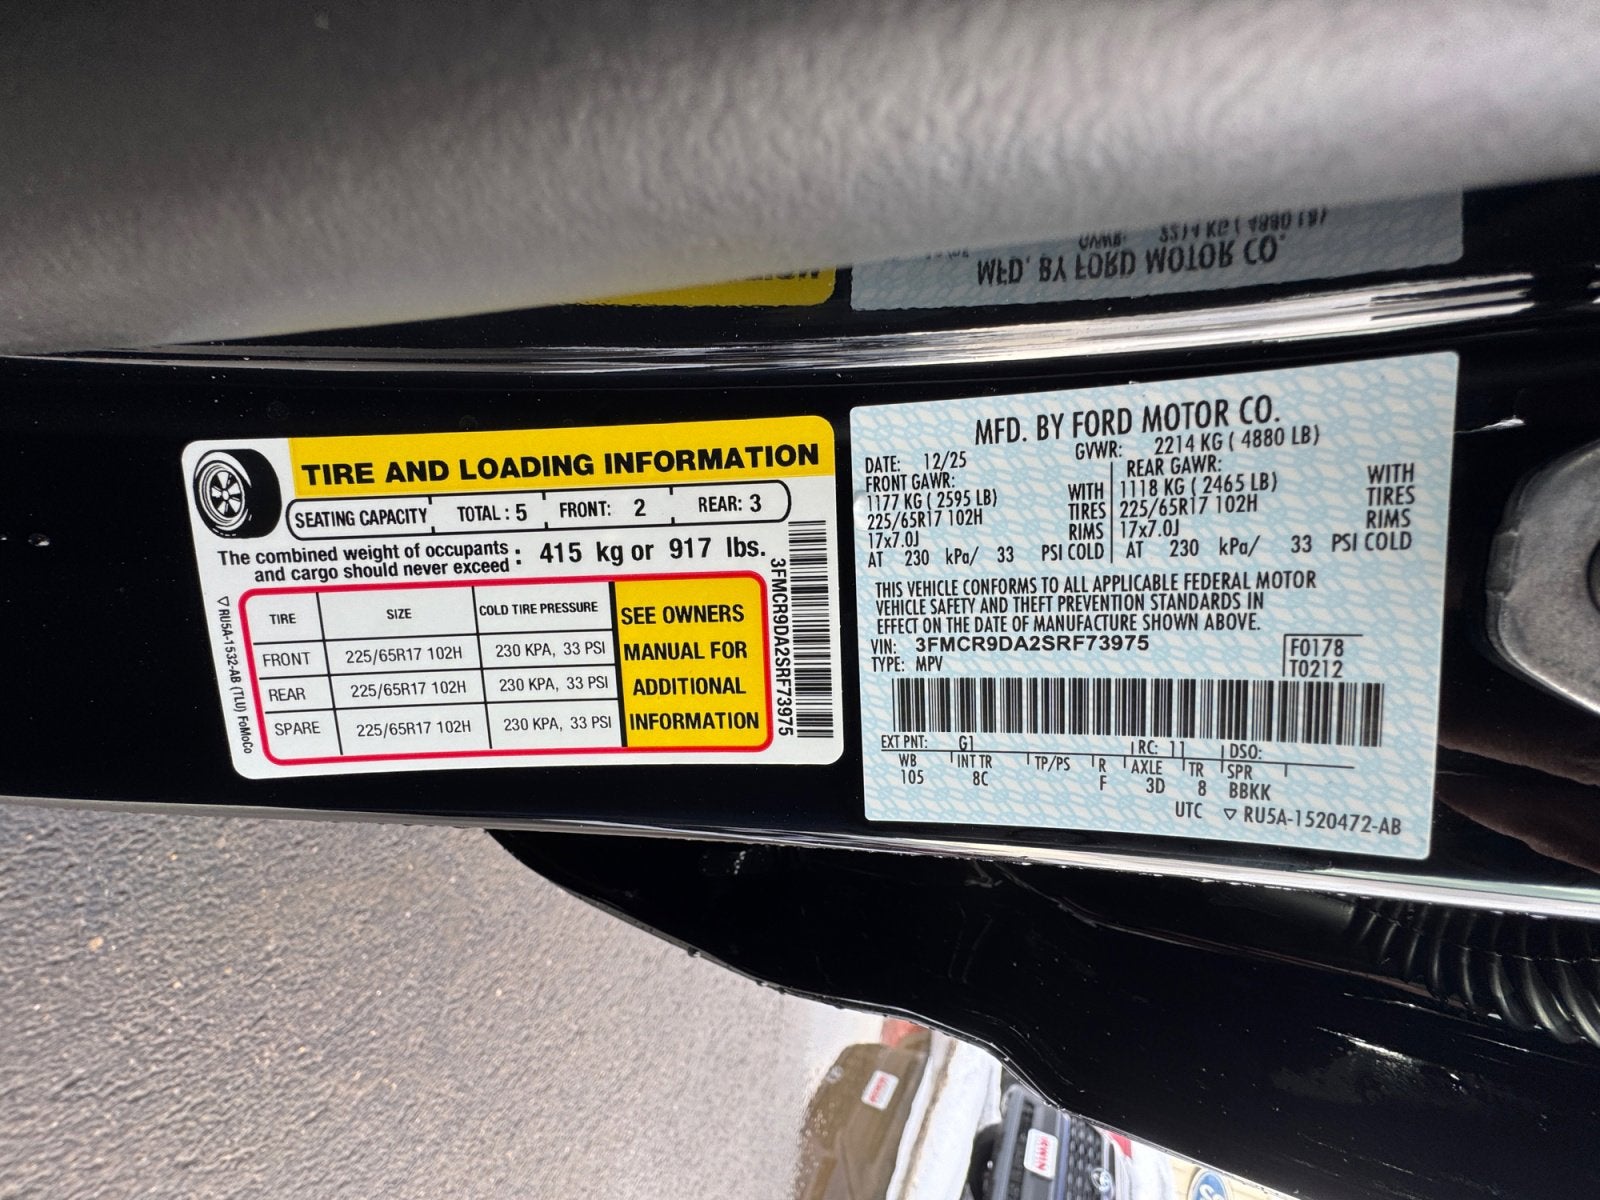 MFD. BY FORD MOTOR CO.
TIRE AND LOADING INFORMATION
SEATING CAPACITY TOTAL: 5 FRONT: 2 REAR: 3
The combined weight of occupants
and cargo should never exceed : 415 kg or 917 lbs.
TIRE SIZE COLD TIRE PRESSURE
FRONT 225/65R17 102H 230 KPA, 33 PSI
REAR 225/65R17 102H 230 KPA, 33 PSI
SPARE 225/65R17 102H 230 KPA, 33 PSI
SEE OWNERS
MANUAL FOR
ADDITIONAL
INFORMATION
3FMCR9DA2SRF73975
▽ RU5A-1532-AB (TLU) FoMoCo
MFD. BY FORD MOTOR CO.
DATE: 12/25 GVWR: 2214 KG ( 4880 LB)
FRONT GAWR: REAR GAWR:
1177 KG ( 2595 LB) WITH 1118 KG ( 2465 LB) WITH
225/65R17 102H TIRES 225/65R17 102H TIRES
17x7.0J RIMS 17x7.0J RIMS
AT 230 kPa/ 33 PSI COLD AT 230 kPa/ 33 PSI COLD
THIS VEHICLE CONFORMS TO ALL APPLICABLE FEDERAL MOTOR
VEHICLE SAFETY AND THEFT PREVENTION STANDARDS IN
EFFECT ON THE DATE OF MANUFACTURE SHOWN ABOVE.
VIN: 3FMCR9DA2SRF73975
TYPE: MPV
F0178
T0212
EXT PNT: G1 RC: 11 DSO:
WB INT TR TP/PS R AXLE TR SPR
105 8C F 3D 8 BBKK
UTC ▽ RU5A-1520472-AB